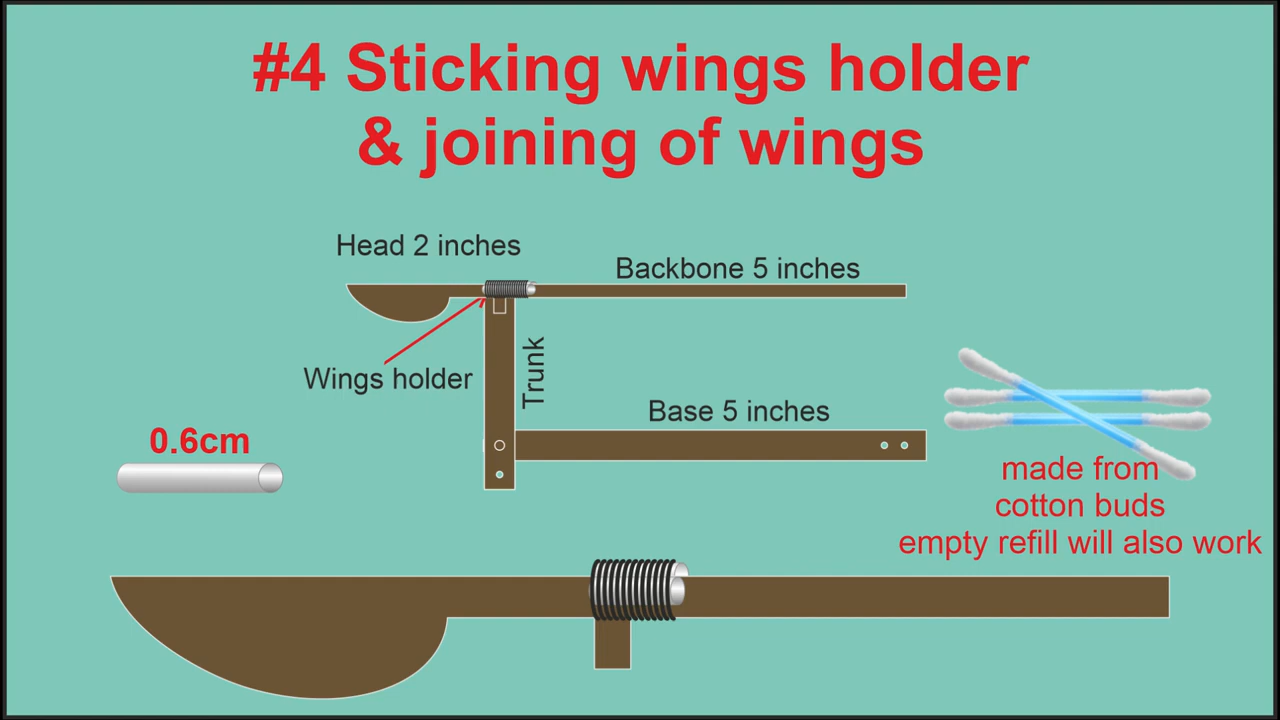 #4 Sticking wings holder
& joining of wings
Head 2 inches
Backbone 5 inches
Wings holder
Trunk
Base 5 inches
0.6cm
made from
cotton buds
empty refill will also work